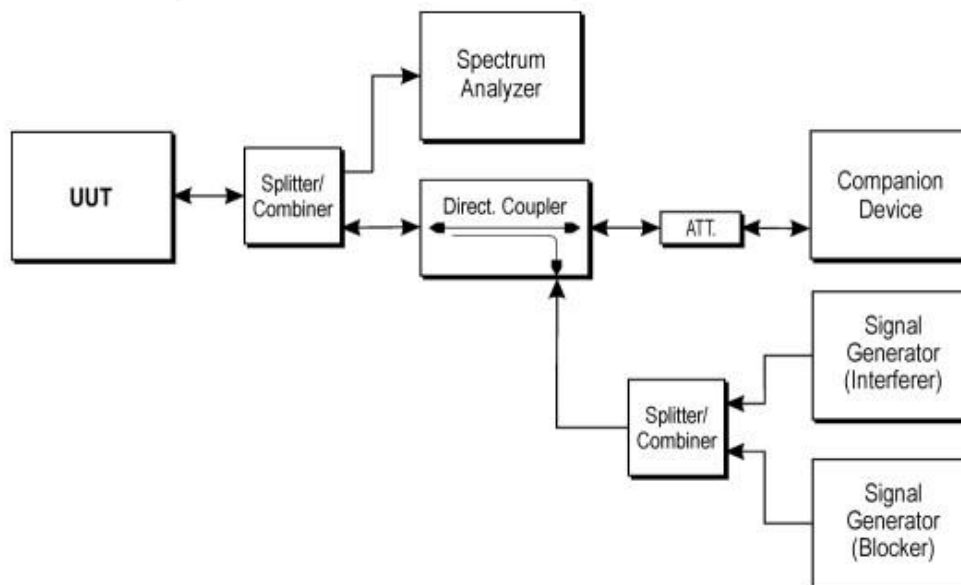 Spectrum
Analyzer
UUT
Splitter/
Combiner
Direct. Coupler
ATT.
Companion
Device
Signal
Generator
(Interferer)
Splitter/
Combiner
Signal
Generator
(Blocker)